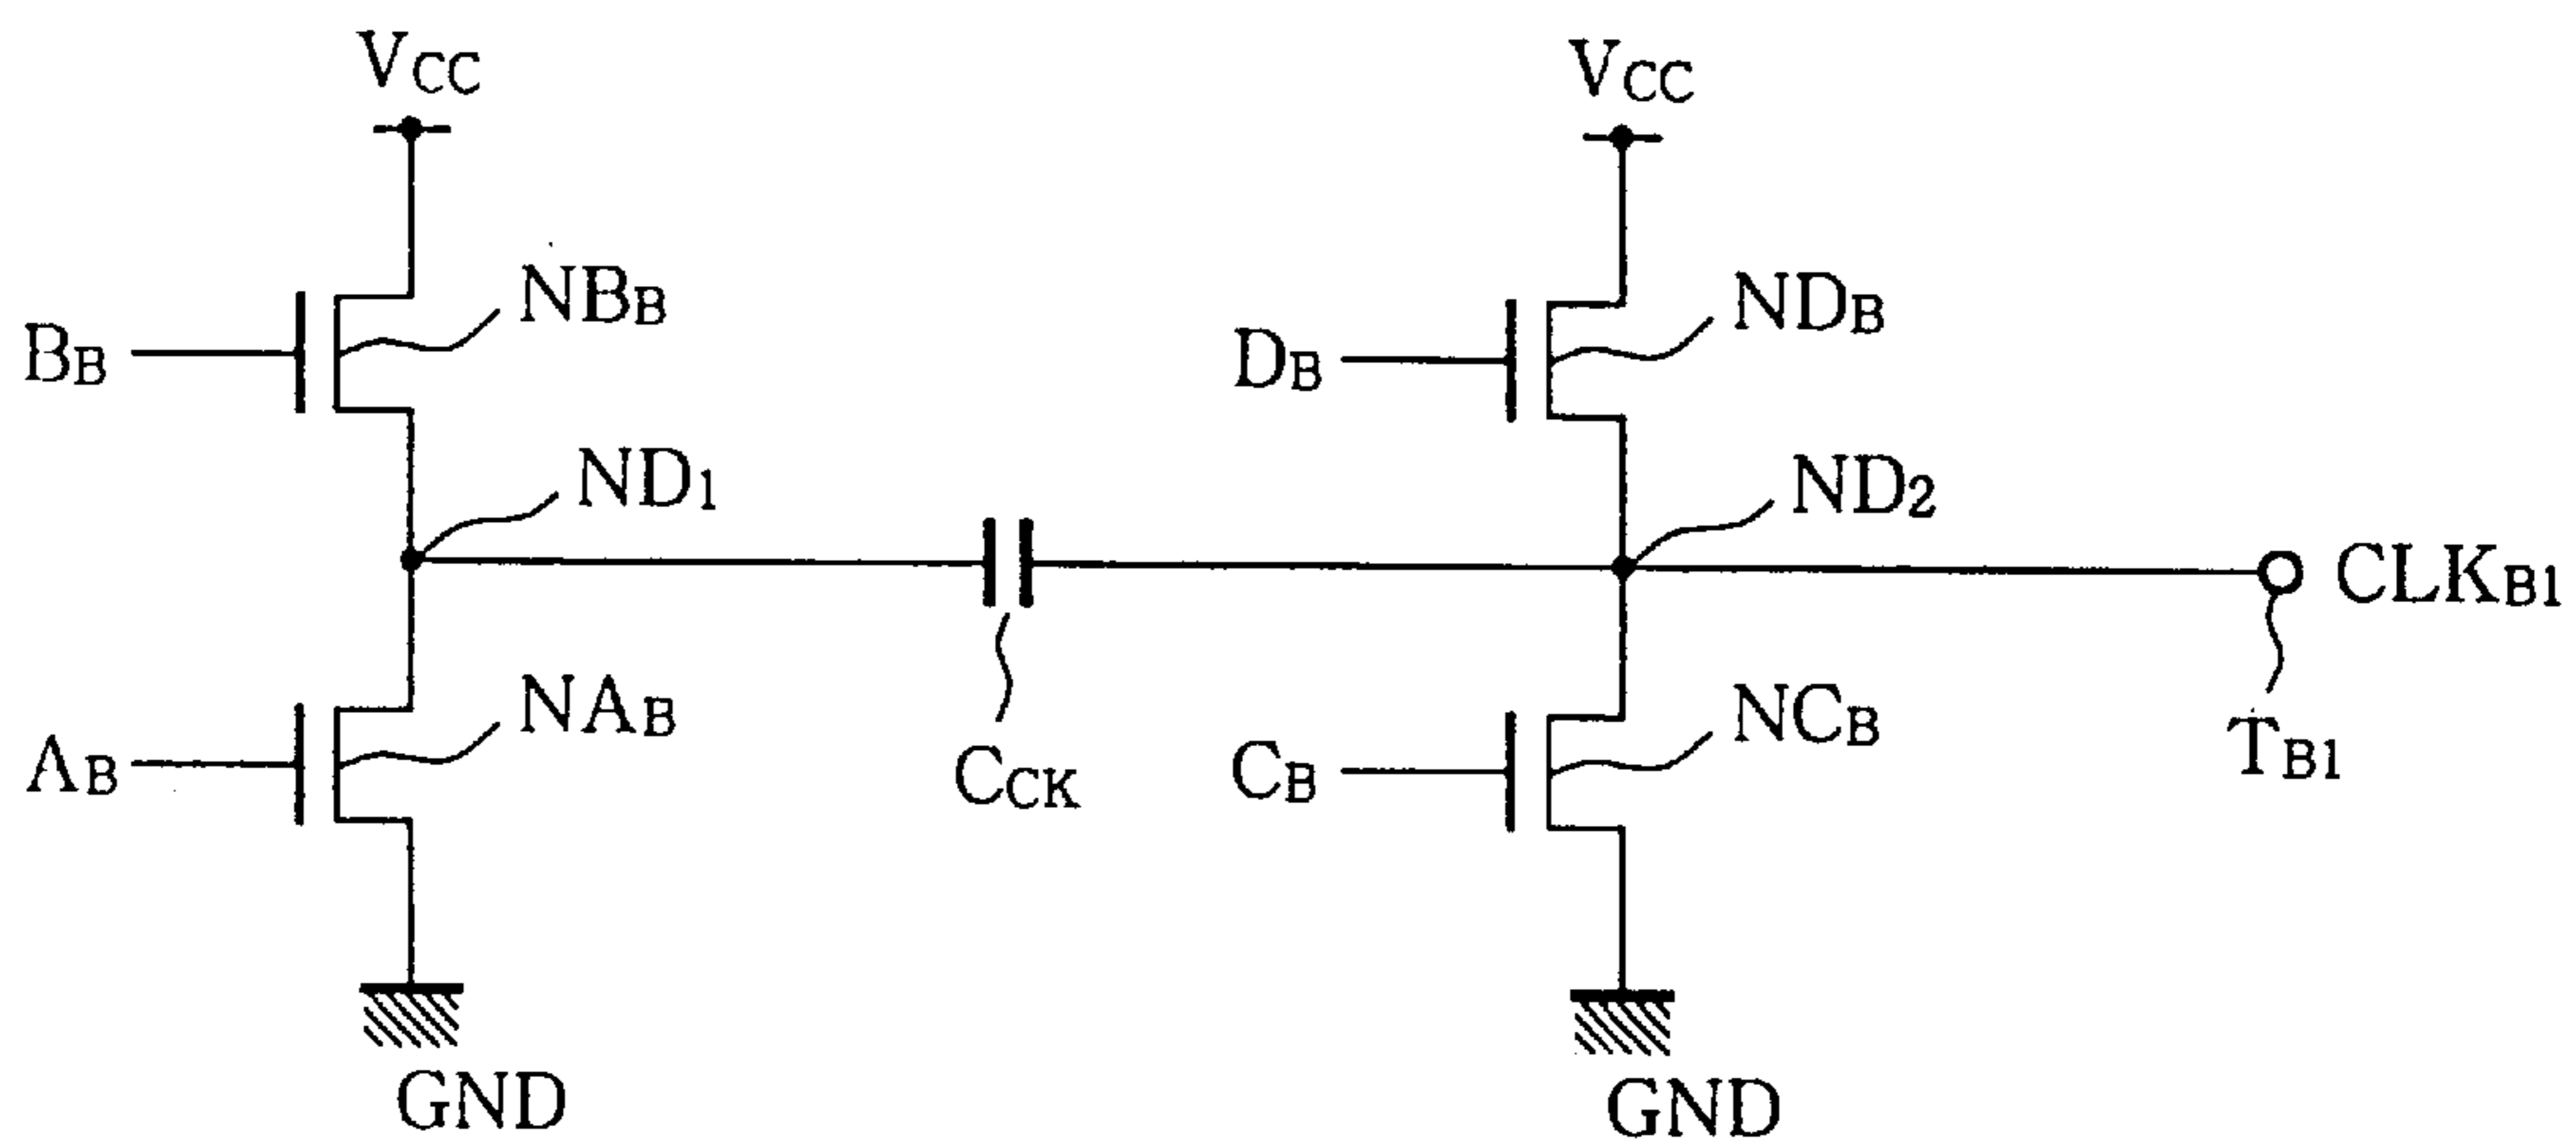 VCC VCC
NBB NDB
BB DB
ND1 ND2
CLKB1
NAB NCB
AB CCK CB TB1
GND GND